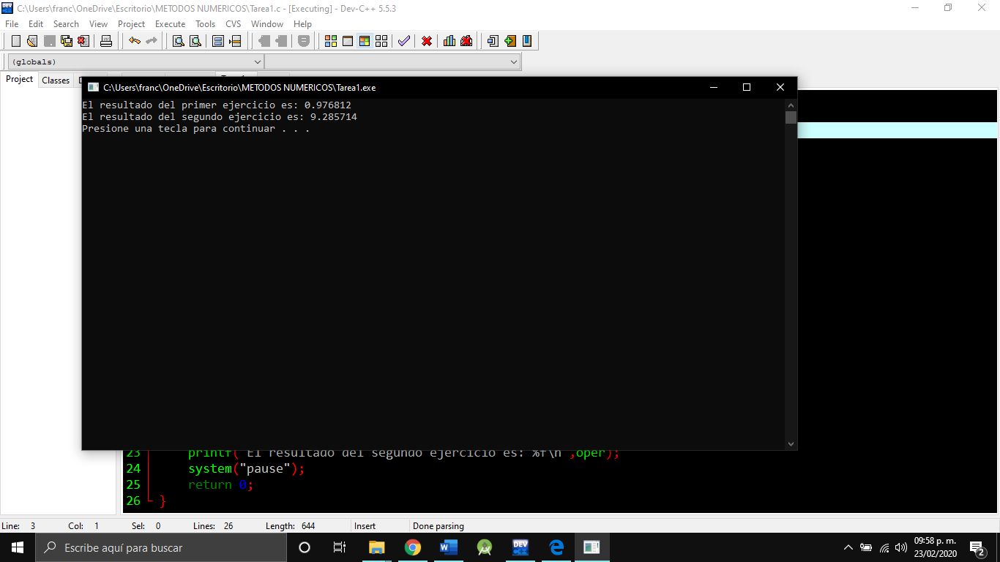 C:\Users\franc\OneDrive\Escritorio\METODOS NUMERICOS\Tarea1.c - [Executing] - Dev-C++ 5.5.3
File Edit Search View Project Execute Tools CVS Window Help
(globals)
Project Classes
C:\Users\franc\OneDrive\Escritorio\METODOS NUMERICOS\Tarea1.exe
El resultado del primer ejercicio es: 0.976812
El resultado del segundo ejercicio es: 9.285714
Presione una tecla para continuar . . .
23 printf("El resultado del segundo ejercicio es: %f\n",oper);
24 system("pause");
25 return 0;
26 }
Line: 3 Col: 1 Sel: 0 Lines: 26 Length: 644 Insert Done parsing
Escribe aquí para buscar
DEV C++
09:58 p. m.
23/02/2020
2